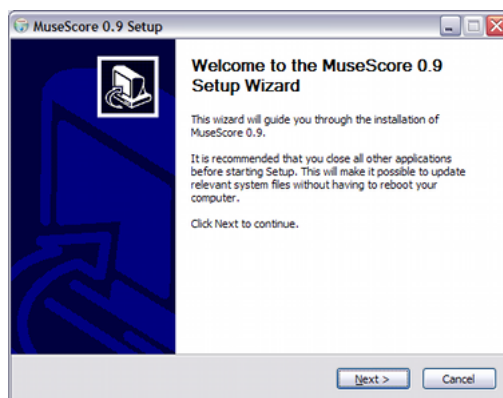 MuseScore 0.9 Setup
Welcome to the MuseScore 0.9
Setup Wizard
This wizard will guide you through the installation of
MuseScore 0.9.
It is recommended that you close all other applications
before starting Setup. This will make it possible to update
relevant system files without having to reboot your
computer.
Click Next to continue.
Next > Cancel